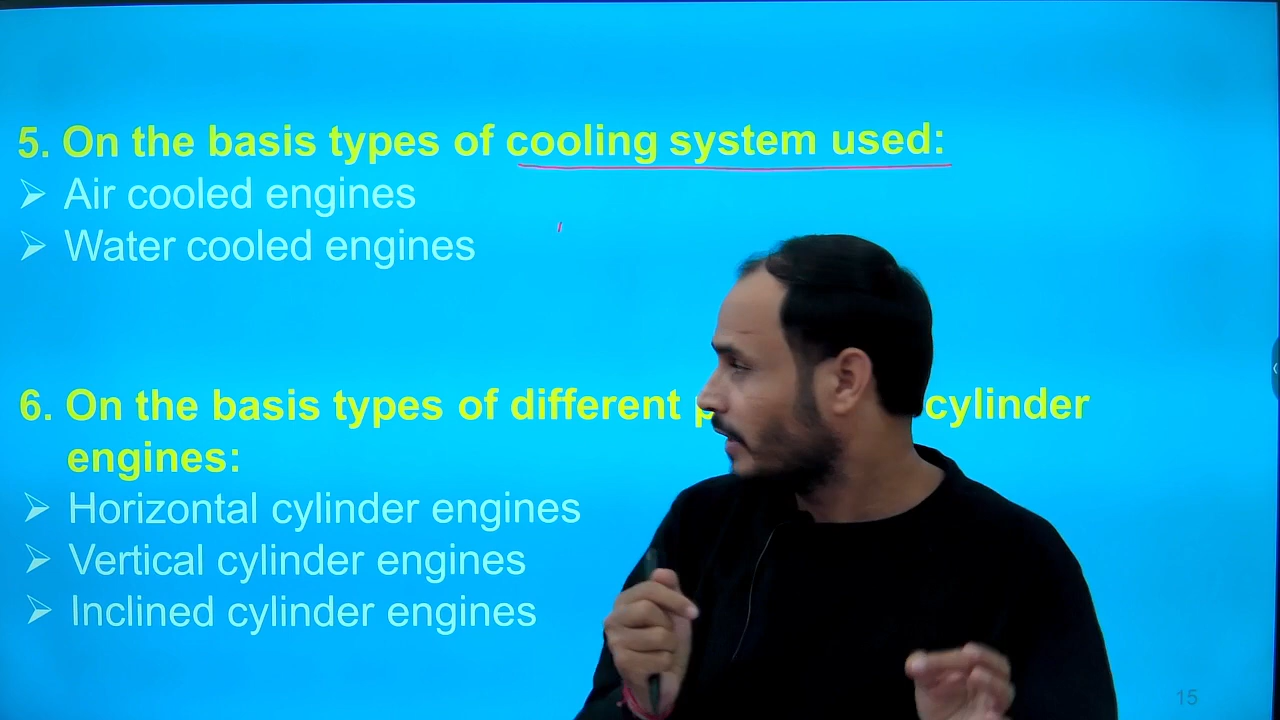 5. On the basis types of cooling system used:
➢ Air cooled engines
➢ Water cooled engines
6. On the basis types of different cylinder
engines:
➢ Horizontal cylinder engines
➢ Vertical cylinder engines
➢ Inclined cylinder engines
15